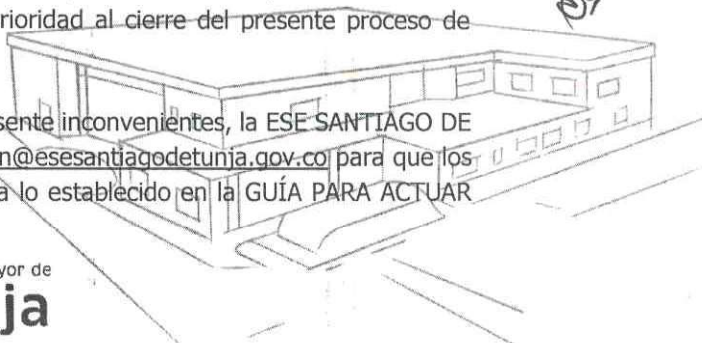 rioridad al cierre del presente proceso de
sente inconvenientes, la ESE SANTIAGO DE
n@esesantiagodetunja.gov.co para que los
a lo establecido en la GUÍA PARA ACTUAR
yor de
ja